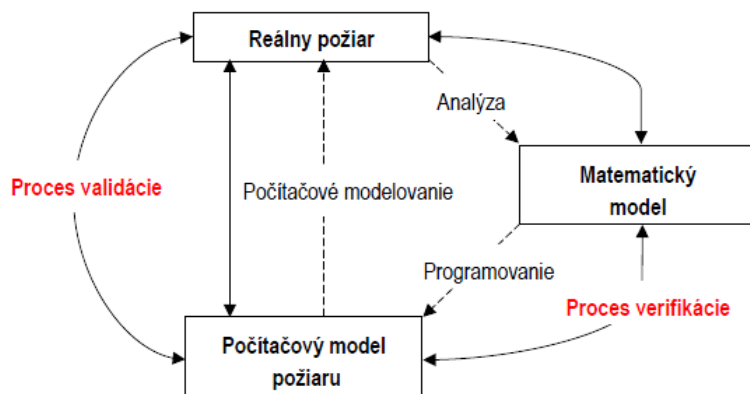 Reálny požiar
Analýza
Matematický
model
Proces validácie
Počítačové modelovanie
Programovanie
Proces verifikácie
Počítačový model
požiaru